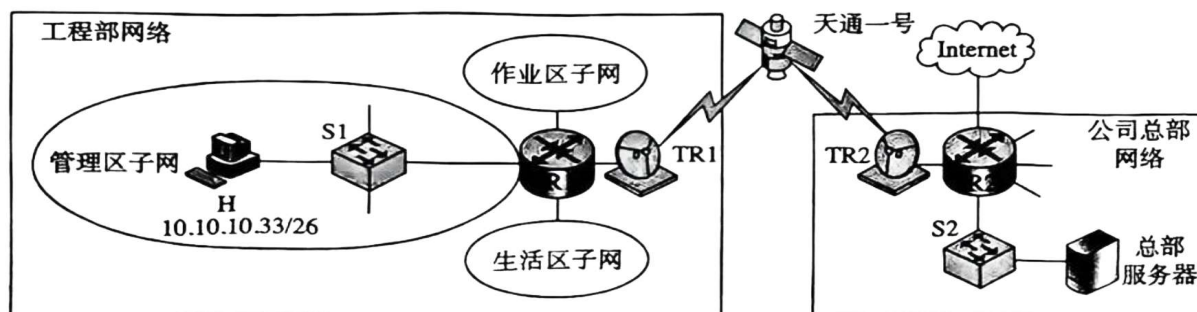 工程部网络
天通一号
Internet
作业区子网
S1
TR1
TR2
公司总部
网络
管理区子网
R
R2
H
10.10.10.33/26
S2
生活区子网
总部
服务器